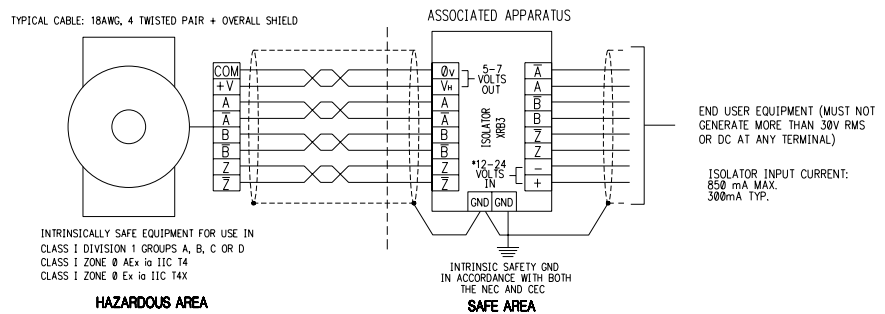 TYPICAL CABLE: 18AWG, 4 TWISTED PAIR + OVERALL SHIELD
ASSOCIATED APPARATUS
COM
+V
A
A̅
B
B̅
Z
Z̅
0V
VH
A
A̅
B
B̅
Z
Z̅
5-7
VOLTS
OUT
ISOLATOR
XRB3
*12-24
VOLTS
IN
A̅
A
B̅
B
Z̅
Z
-
+
GND
GND
END USER EQUIPMENT (MUST NOT
GENERATE MORE THAN 30V RMS
OR DC AT ANY TERMINAL)
ISOLATOR INPUT CURRENT:
850 mA MAX.
300mA TYP.
INTRINSICALLY SAFE EQUIPMENT FOR USE IN
CLASS I DIVISION 1 GROUPS A, B, C OR D
CLASS I ZONE 0 AEx ia IIC T4
CLASS I ZONE 0 Ex ia IIC T4X
HAZARDOUS AREA
INTRINSIC SAFETY GND
IN ACCORDANCE WITH BOTH
THE NEC AND CEC
SAFE AREA